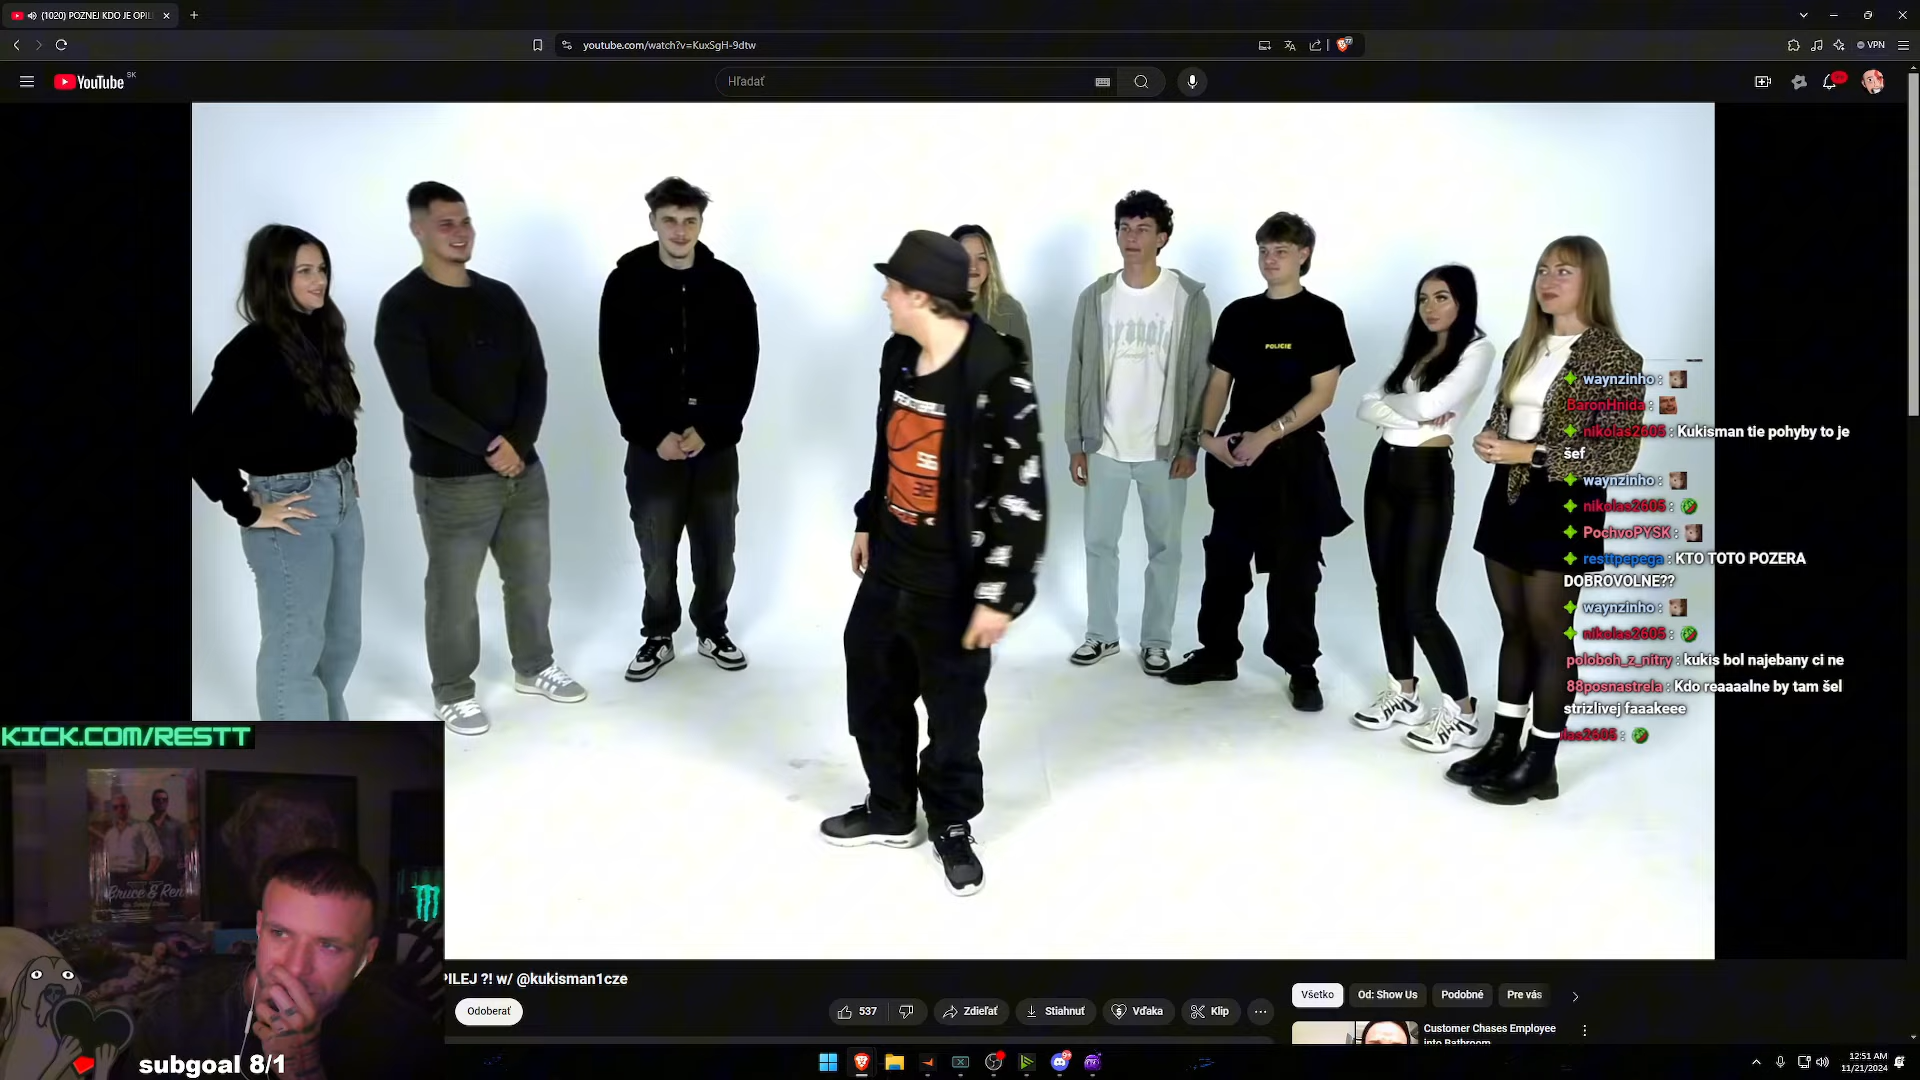 (1020) POZNEJ KDO JE OPIL
youtube.com/watch?v=KuxSgH-9dtw
VPN
YouTube SK
Hľadať
POLICIE
waynzinho :
BaronHnida :
nikolas2605 : Kukisman tie pohyby to je
šef
waynzinho :
nikolas2605 :
PochvoPYSK :
resttpepega : KTO TOTO POZERA
DOBROVOLNE??
waynzinho :
nikolas2605 :
poloboh_z_nitry : kukis bol najebany ci ne
88posnastrela : Kdo reaaaalne by tam šel
strizlivej faaakeee
las2605 :
KICK.COM/RESTT
Bruce & Ren
PILEJ ?! w/ @kukisman1cze
Odoberať
537
Zdieľať
Stiahnuť
Vďaka
Klip
Všetko
Od: Show Us
Podobné
Pre vás
Customer Chases Employee
into Bathroom
subgoal 8/1
12:51 AM
11/21/2024